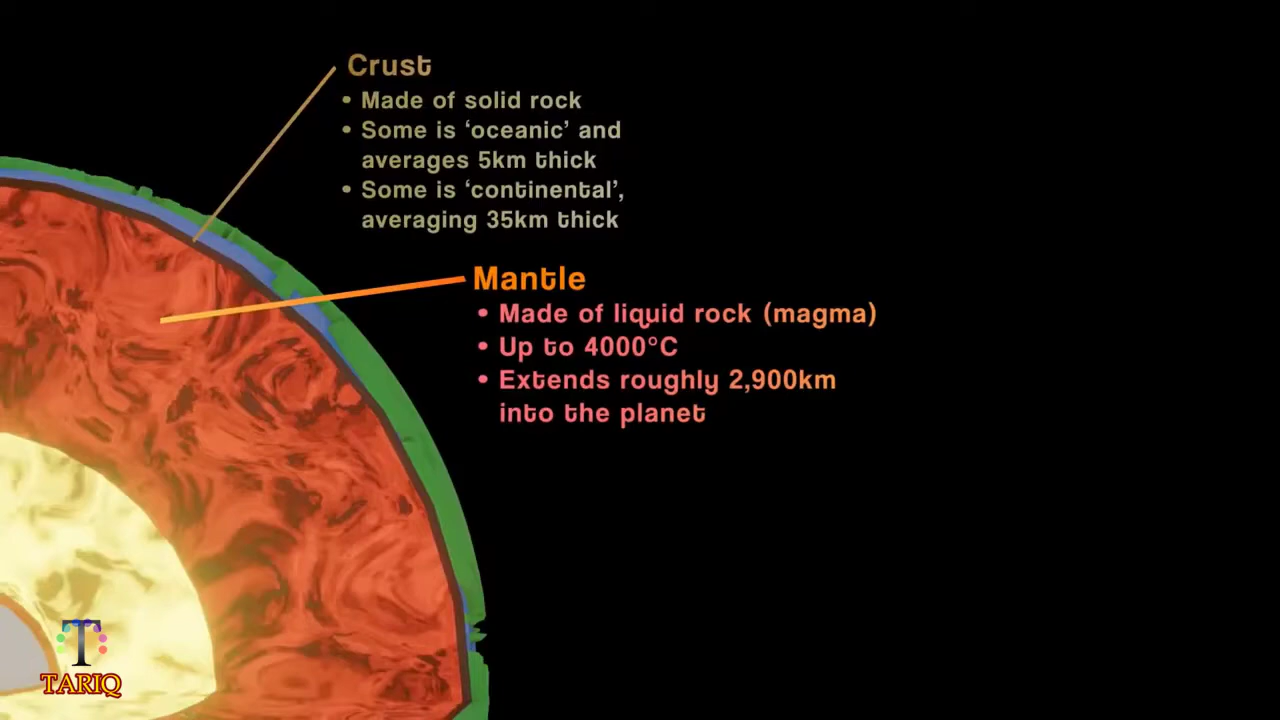 Crust
• Made of solid rock
• Some is ‘oceanic’ and
averages 5km thick
• Some is ‘continental’,
averaging 35km thick
Mantle
• Made of liquid rock (magma)
• Up to 4000°C
• Extends roughly 2,900km
into the planet
T
TARIQ